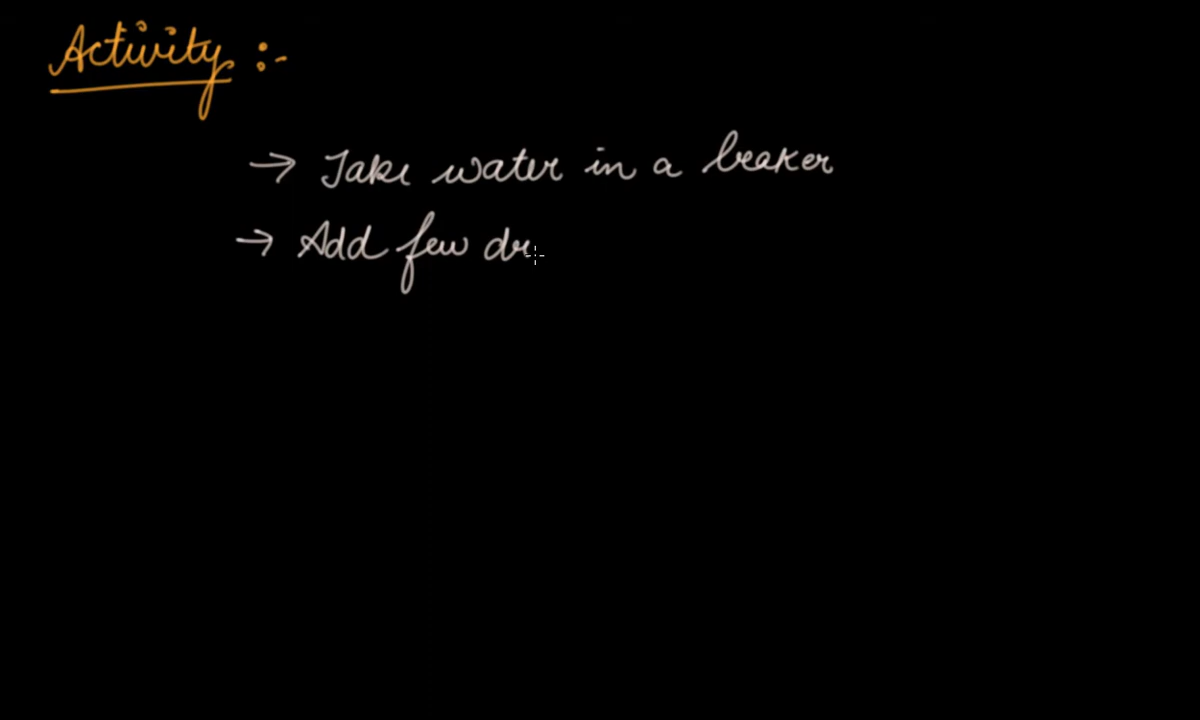 Activity :-
→ Take water in a beaker
→ Add few dr